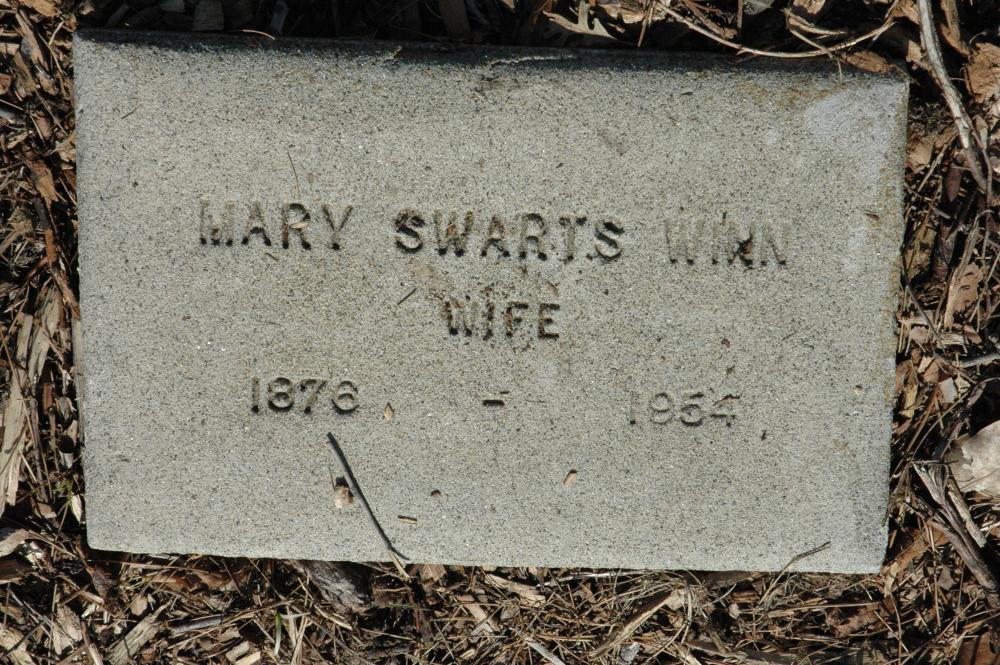 MARY SWARTS WINN
WIFE
1876 - 1954